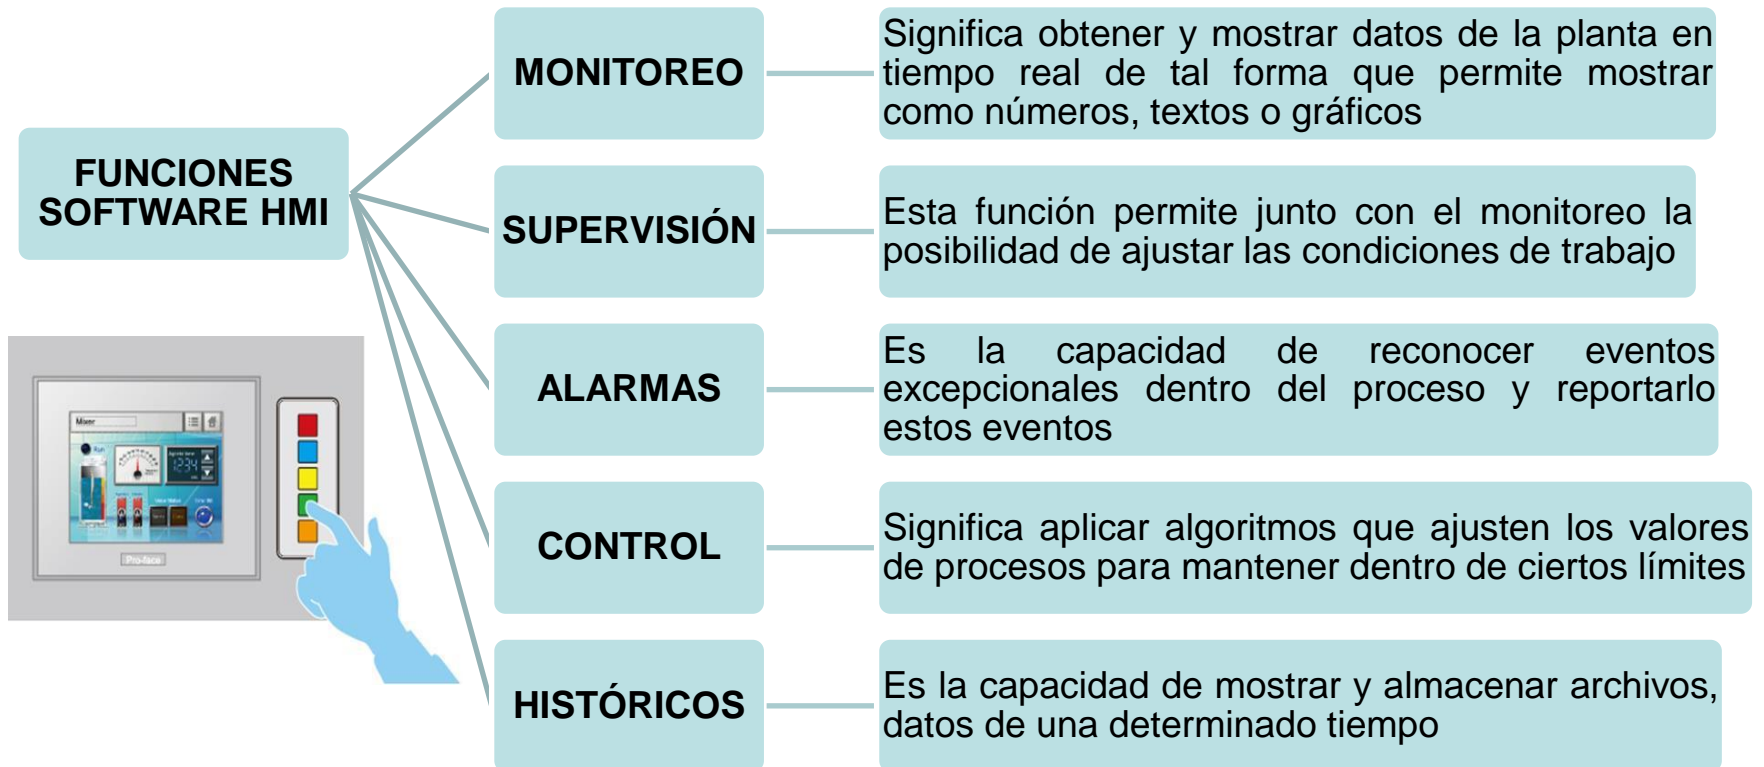 FUNCIONES
SOFTWARE HMI
MONITOREO
Significa obtener y mostrar datos de la planta en
tiempo real de tal forma que permite mostrar
como números, textos o gráficos
SUPERVISIÓN
Esta función permite junto con el monitoreo la
posibilidad de ajustar las condiciones de trabajo
ALARMAS
Es la capacidad de reconocer eventos
excepcionales dentro del proceso y reportarlo
estos eventos
CONTROL
Significa aplicar algoritmos que ajusten los valores
de procesos para mantener dentro de ciertos límites
HISTÓRICOS
Es la capacidad de mostrar y almacenar archivos,
datos de una determinado tiempo
Mixer
Run
1234
Pro-face